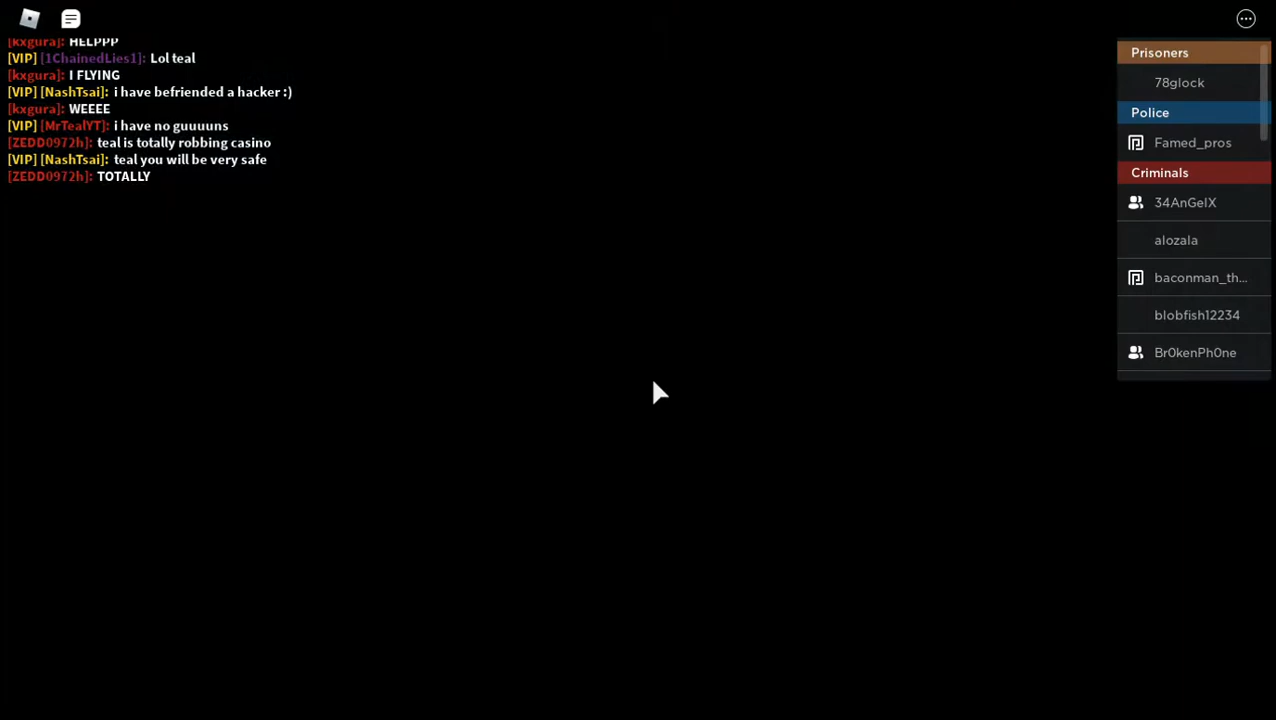 [kxgura]: HELPPP
[VIP] [1ChainedLies1]: Lol teal
[kxgura]: I FLYING
[VIP] [NashTsai]: i have befriended a hacker :)
[kxgura]: WEEEE
[VIP] [MrTealYT]: i have no guuuuns
[ZEDD0972h]: teal is totally robbing casino
[VIP] [NashTsai]: teal you will be very safe
[ZEDD0972h]: TOTALLY
Prisoners
78glock
Police
Famed_pros
Criminals
34AnGelX
alozala
baconman_th...
blobfish12234
Br0kenPh0ne